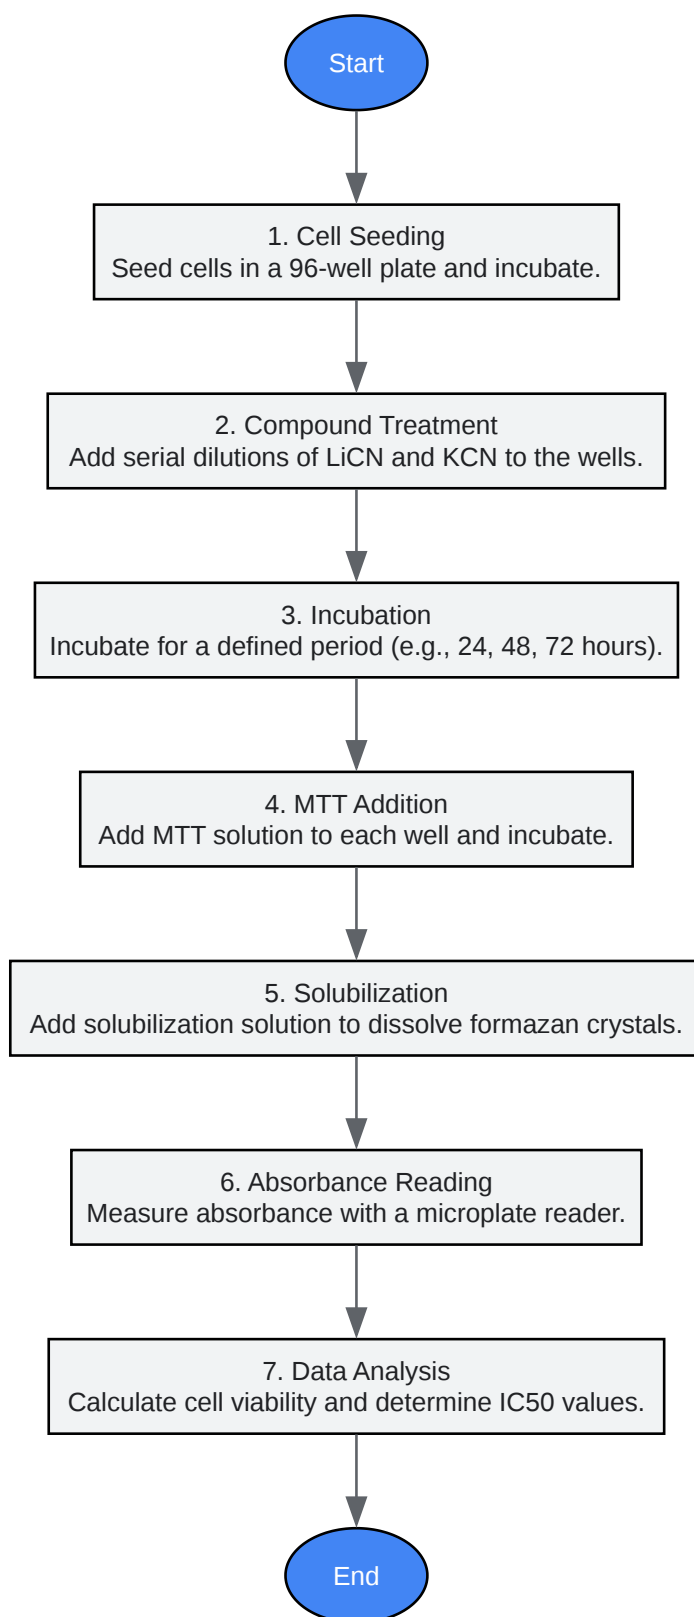 Start
1. Cell Seeding
Seed cells in a 96-well plate and incubate.
2. Compound Treatment
Add serial dilutions of LiCN and KCN to the wells.
3. Incubation
Incubate for a defined period (e.g., 24, 48, 72 hours).
4. MTT Addition
Add MTT solution to each well and incubate.
5. Solubilization
Add solubilization solution to dissolve formazan crystals.
6. Absorbance Reading
Measure absorbance with a microplate reader.
7. Data Analysis
Calculate cell viability and determine IC50 values.
End